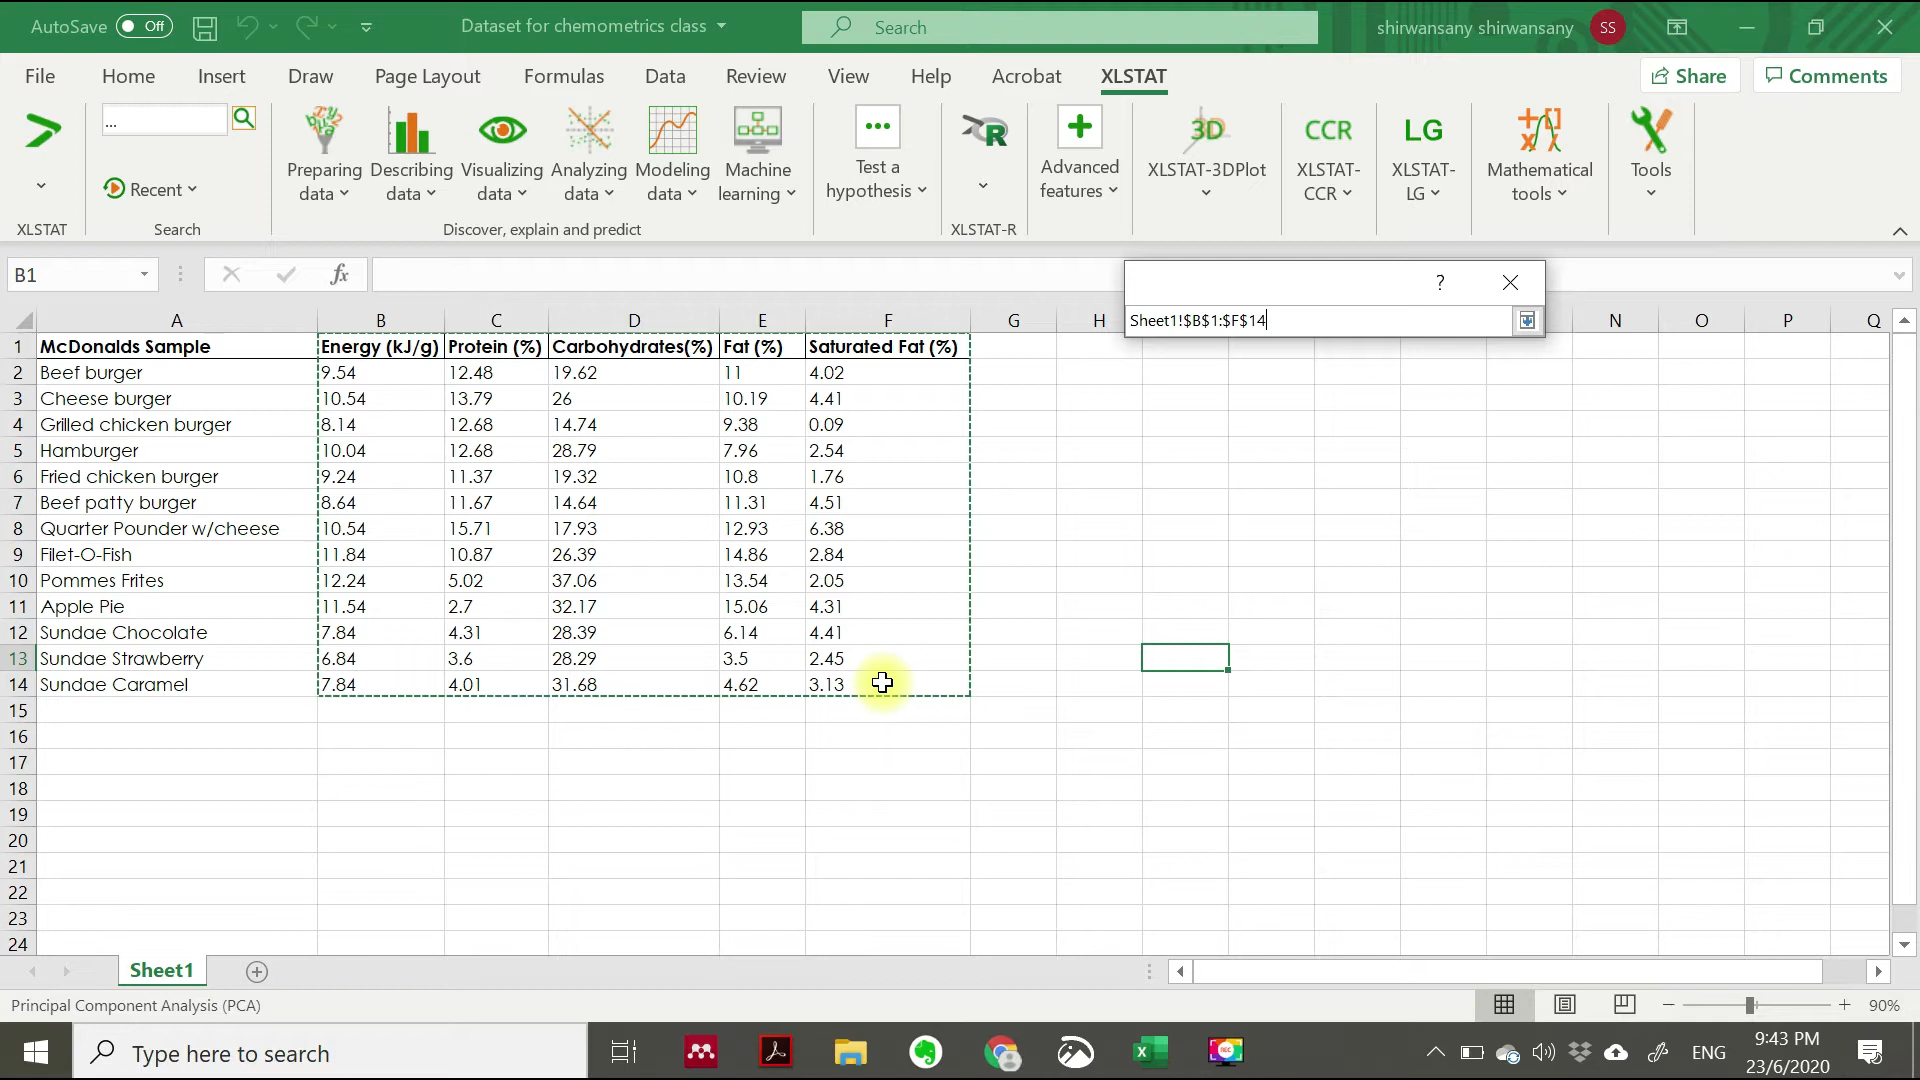 AutoSave Off Dataset for chemometrics class Search shirwansany shirwansany SS
File Home Insert Draw Page Layout Formulas Data Review View Help Acrobat XLSTAT Share Comments
...
Recent
Preparing data
Describing data
Visualizing data
Analyzing data
Modeling data
Machine learning
Test a hypothesis
R
Advanced features
3D
XLSTAT-3DPlot
CCR
XLSTAT-CCR
LG
XLSTAT-LG
Mathematical tools
Tools
XLSTAT Search Discover, explain and predict XLSTAT-R
B1 fx
?
Sheet1!$B$1:$F$14
A B C D E F G H N O P Q
1 McDonalds Sample Energy (kJ/g) Protein (%) Carbohydrates(%) Fat (%) Saturated Fat (%)
2 Beef burger 9.54 12.48 19.62 11 4.02
3 Cheese burger 10.54 13.79 26 10.19 4.41
4 Grilled chicken burger 8.14 12.68 14.74 9.38 0.09
5 Hamburger 10.04 12.68 28.79 7.96 2.54
6 Fried chicken burger 9.24 11.37 19.32 10.8 1.76
7 Beef patty burger 8.64 11.67 14.64 11.31 4.51
8 Quarter Pounder w/cheese 10.54 15.71 17.93 12.93 6.38
9 Filet-O-Fish 11.84 10.87 26.39 14.86 2.84
10 Pommes Frites 12.24 5.02 37.06 13.54 2.05
11 Apple Pie 11.54 2.7 32.17 15.06 4.31
12 Sundae Chocolate 7.84 4.31 28.39 6.14 4.41
13 Sundae Strawberry 6.84 3.6 28.29 3.5 2.45
14 Sundae Caramel 7.84 4.01 31.68 4.62 3.13
15
16
17
18
19
20
21
22
23
24
Sheet1
Principal Component Analysis (PCA) 90%
Type here to search ENG 9:43 PM
23/6/2020